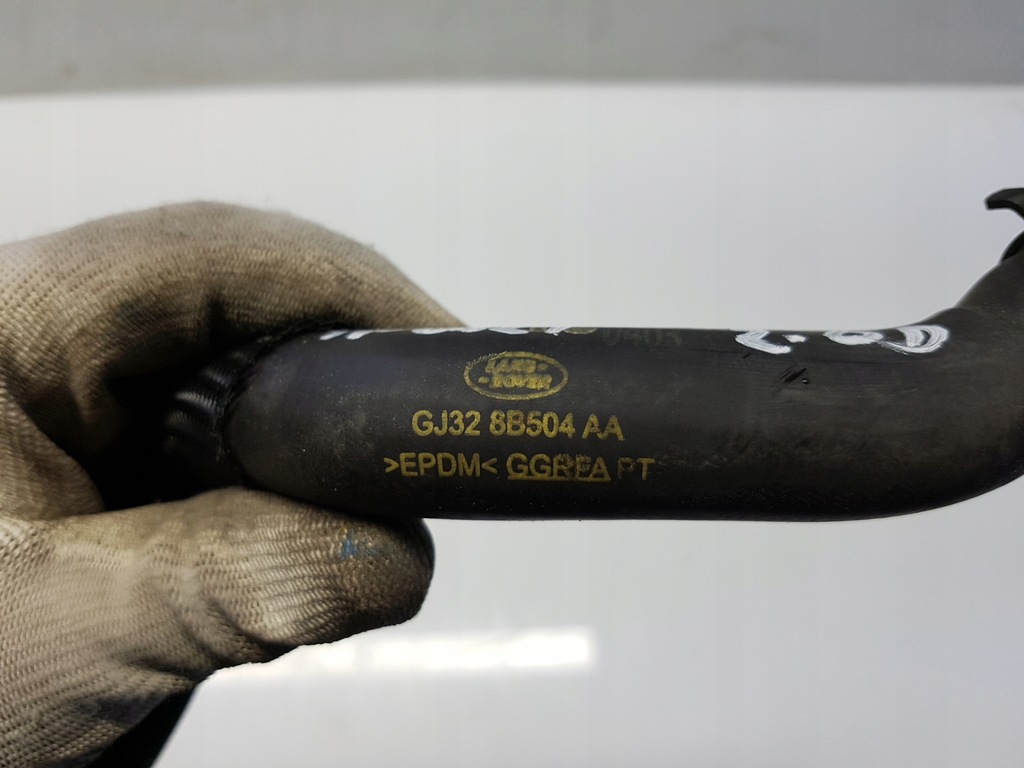 LAND
ROVER
GJ32 8B504 AA
>EPDM< GGRFA PT